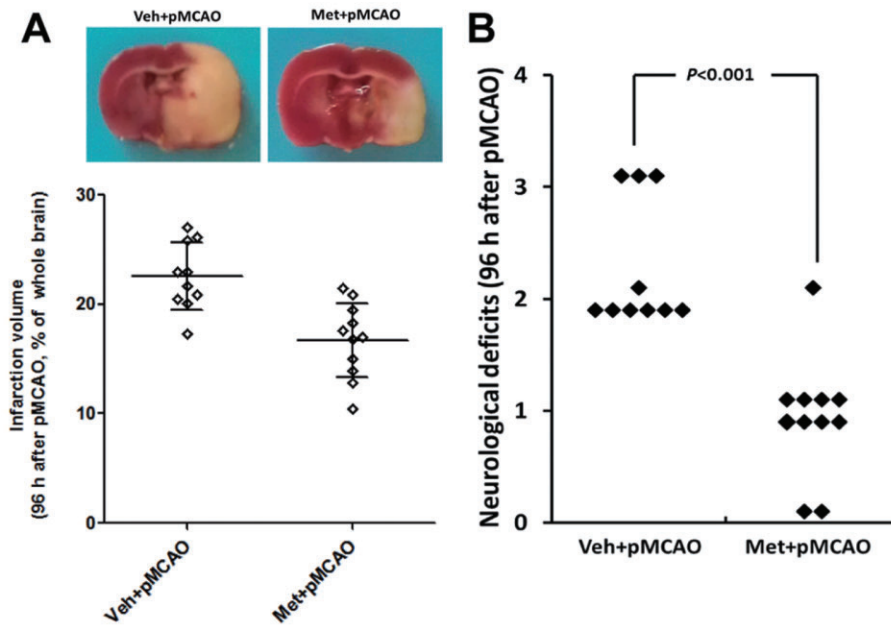 A
Veh+pMCAO
Met+pMCAO
Infarction volume
(96 h after pMCAO, % of whole brain)
30
20
10
0
Veh+pMCAO
Met+pMCAO
B
Neurological deficits (96 h after pMCAO)
4
3
2
1
0
P<0.001
Veh+pMCAO
Met+pMCAO